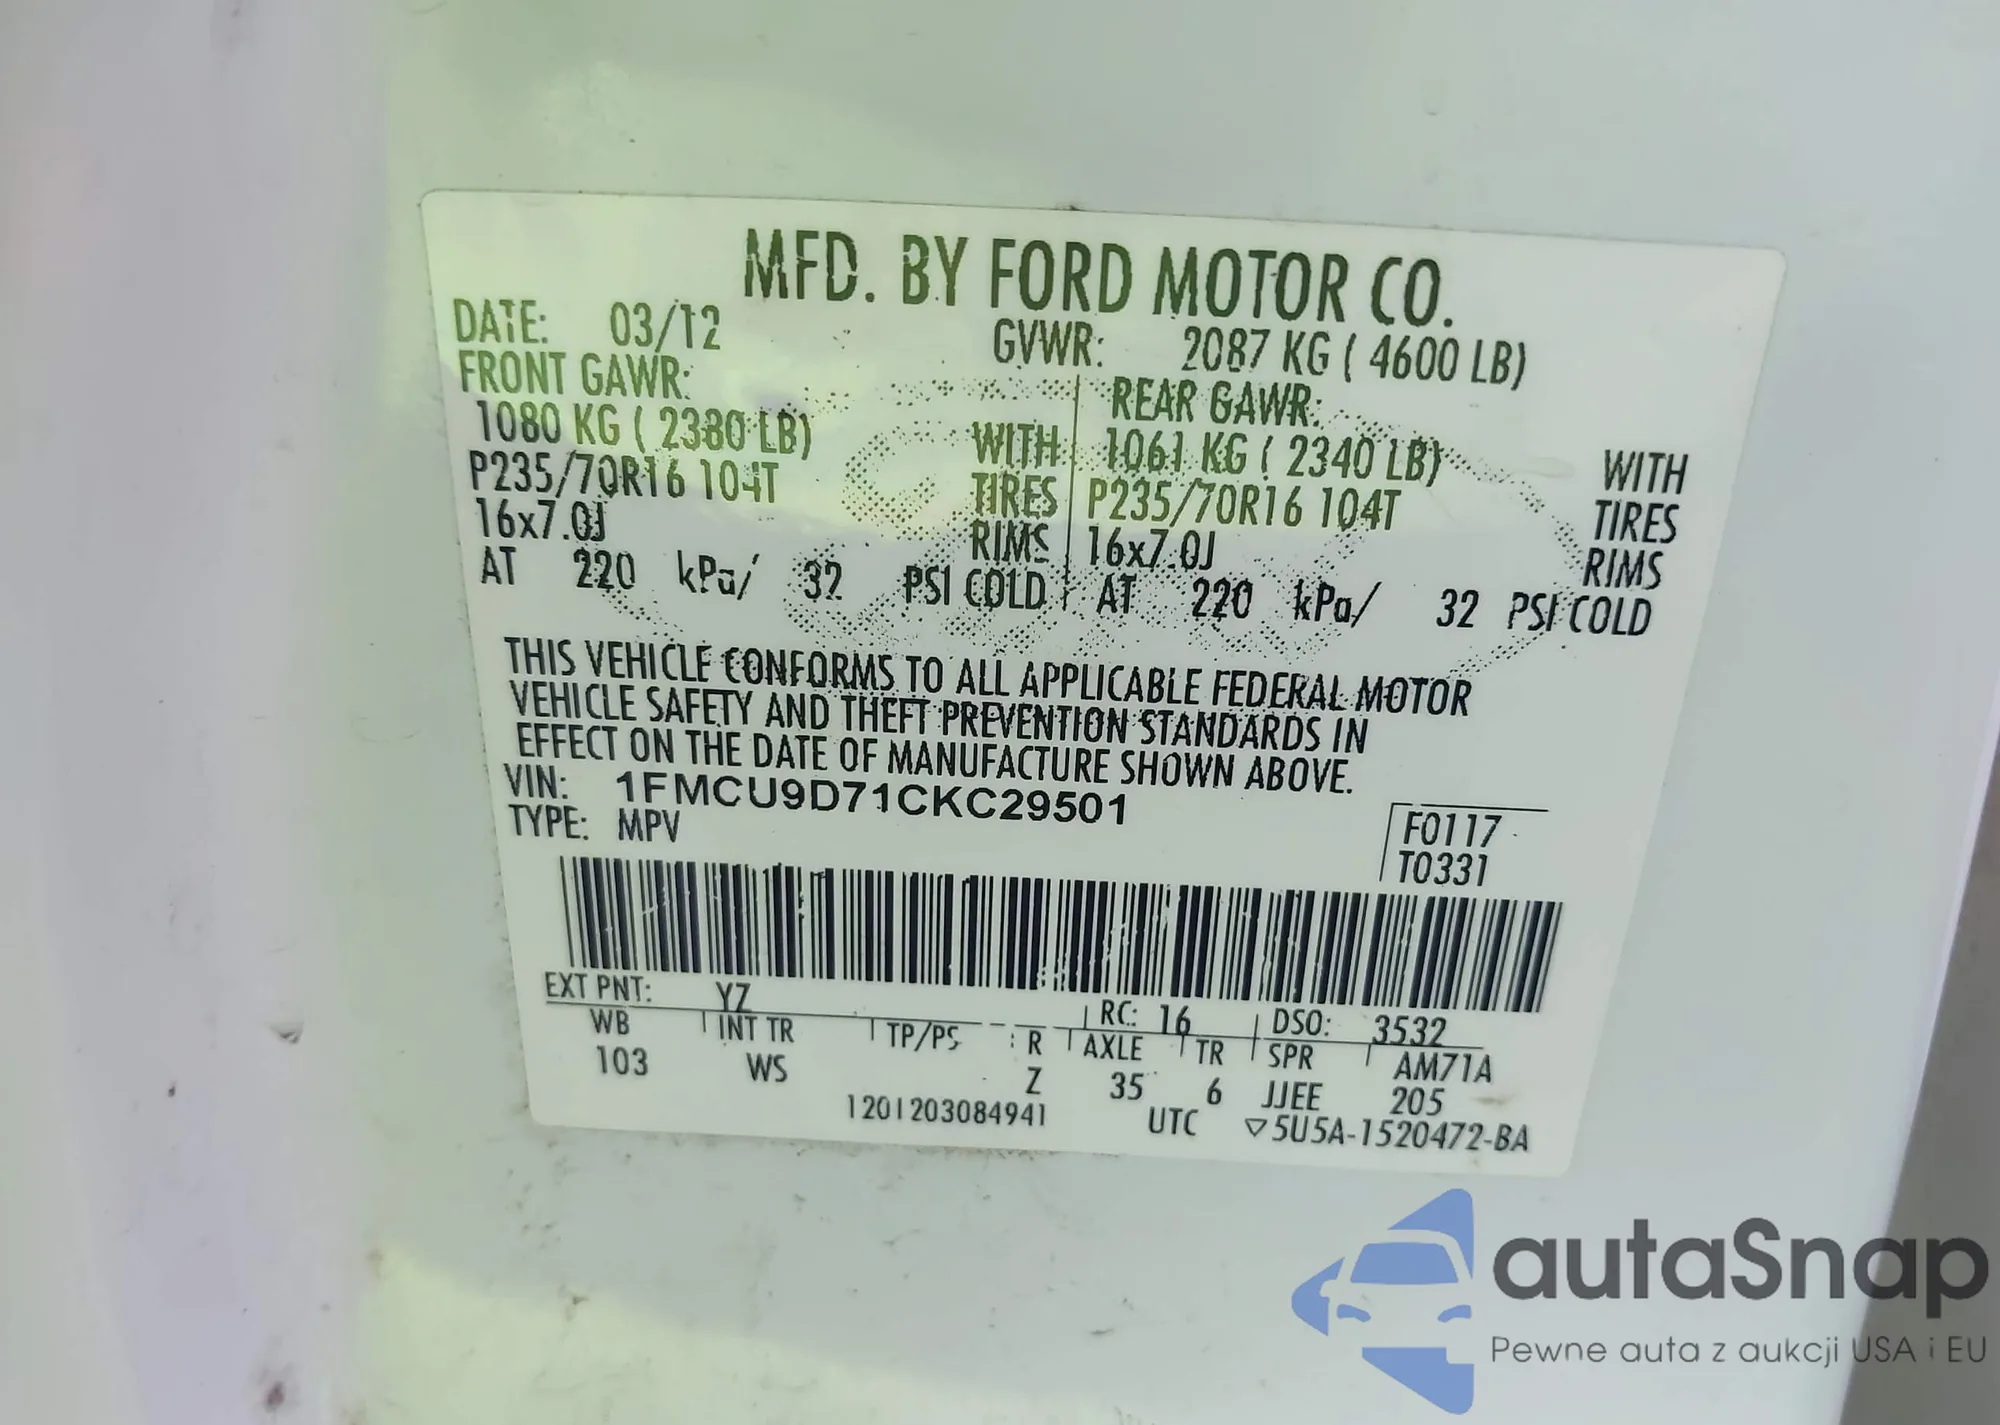 MFD. BY FORD MOTOR CO.
DATE: 03/12 GVWR: 2087 KG ( 4600 LB)
FRONT GAWR: REAR GAWR:
1080 KG ( 2380 LB) WITH 1061 KG ( 2340 LB) WITH
P235/70R16 104T TIRES P235/70R16 104T TIRES
16x7.0J RIMS 16x7.0J RIMS
AT 220 kPa/ 32 PSI COLD AT 220 kPa/ 32 PSI COLD
THIS VEHICLE CONFORMS TO ALL APPLICABLE FEDERAL MOTOR
VEHICLE SAFETY AND THEFT PREVENTION STANDARDS IN
EFFECT ON THE DATE OF MANUFACTURE SHOWN ABOVE.
VIN: 1FMCU9D71CKC29501
TYPE: MPV
F0117
T0331
EXT PNT: YZ RC: 16 DSO: 3532
WB INT TR TP/PS R AXLE TR SPR AM71A
103 WS Z 35 6 JJEE 205
1201203084941 UTC ▽5U5A-1520472-BA
autaSnap
Pewne auta z aukcji USA i EU